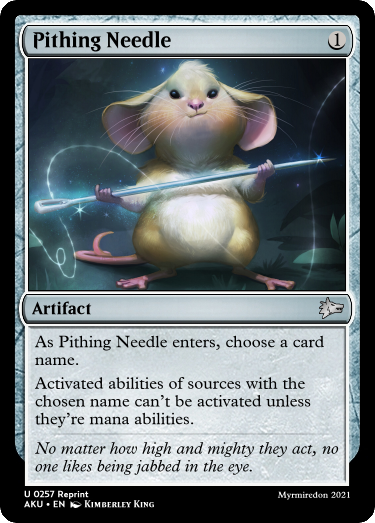 Pithing Needle
1
Artifact
As Pithing Needle enters, choose a card
name.
Activated abilities of sources with the
chosen name can't be activated unless
they're mana abilities.
No matter how high and mighty they act, no
one likes being jabbed in the eye.
U 0257 Reprint
Myrmiredon 2021
AKU • EN Kimberley King